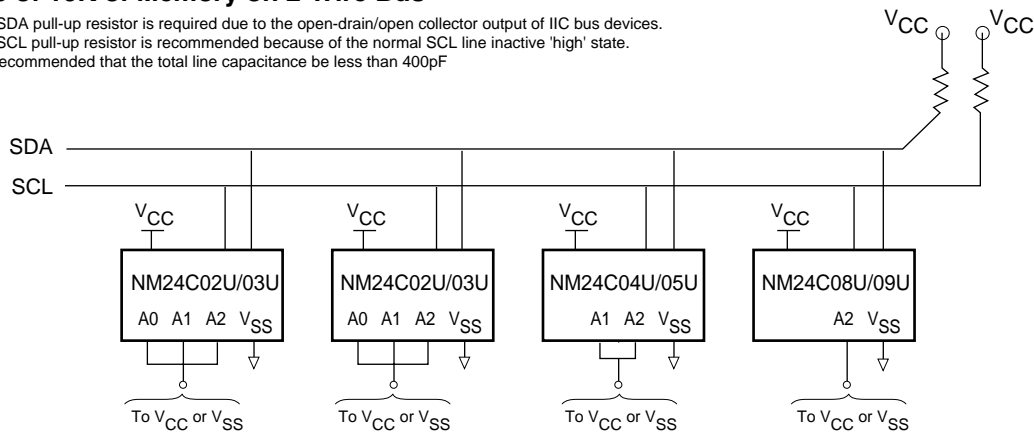 SDA pull-up resistor is required due to the open-drain/open collector output of IIC bus devices.
SCL pull-up resistor is recommended because of the normal SCL line inactive 'high' state.
recommended that the total line capacitance be less than 400pF
VCC VCC
SDA
SCL
VCC VCC VCC VCC
NM24C02U/03U NM24C02U/03U NM24C04U/05U NM24C08U/09U
A0 A1 A2 VSS A0 A1 A2 VSS A1 A2 VSS A2 VSS
To VCC or VSS To VCC or VSS To VCC or VSS To VCC or VSS